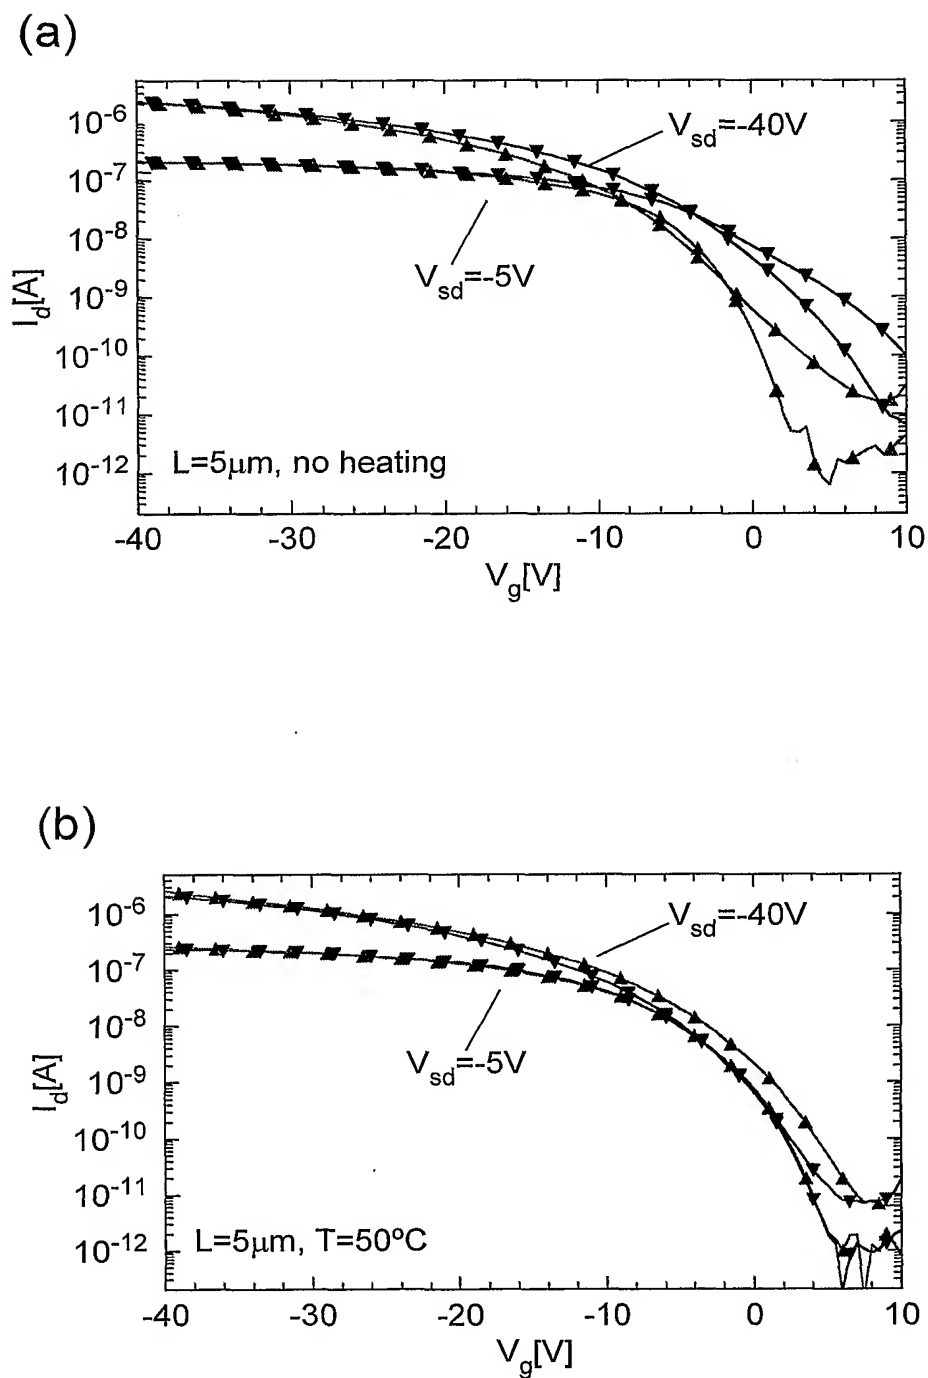 (a)
V_sd=-40V
10^-6
10^-7
10^-8
V_sd=-5V
10^-9
I_d[A]
10^-10
10^-11
L=5μm, no heating
10^-12
-40 -30 -20 -10 0 10
V_g[V]
(b)
V_sd=-40V
10^-6
10^-7
10^-8
V_sd=-5V
10^-9
I_d[A]
10^-10
10^-11
L=5μm, T=50ºC
10^-12
-40 -30 -20 -10 0 10
V_g[V]